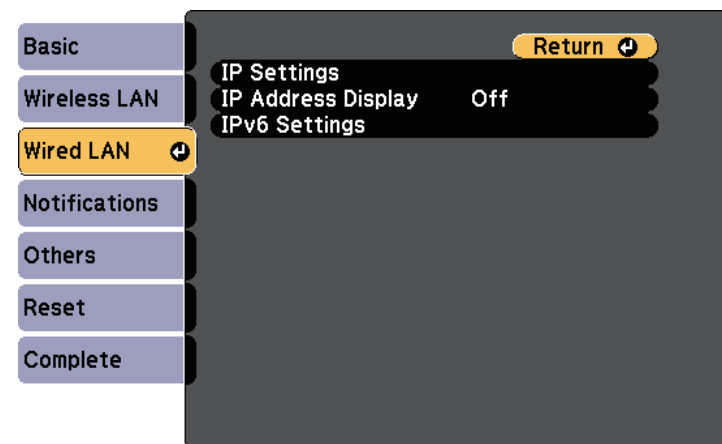 Basic
Wireless LAN
Wired LAN
Notifications
Others
Reset
Complete
Return
IP Settings
IP Address Display Off
IPv6 Settings